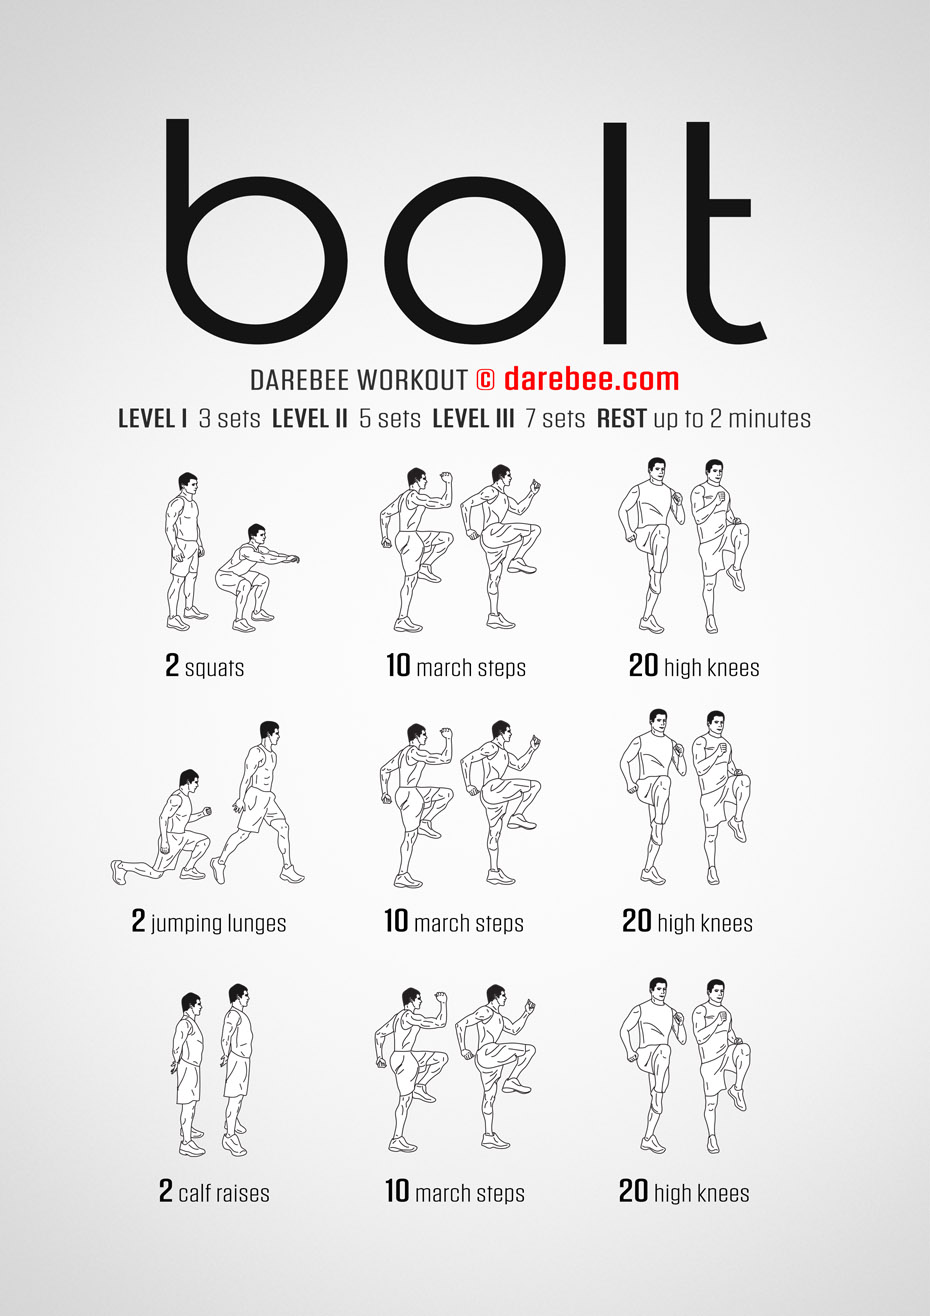 bolt
DAREBEE WORKOUT © darebee.com
LEVEL I 3 sets LEVEL II 5 sets LEVEL III 7 sets REST up to 2 minutes
2 squats
10 march steps
20 high knees
2 jumping lunges
10 march steps
20 high knees
2 calf raises
10 march steps
20 high knees